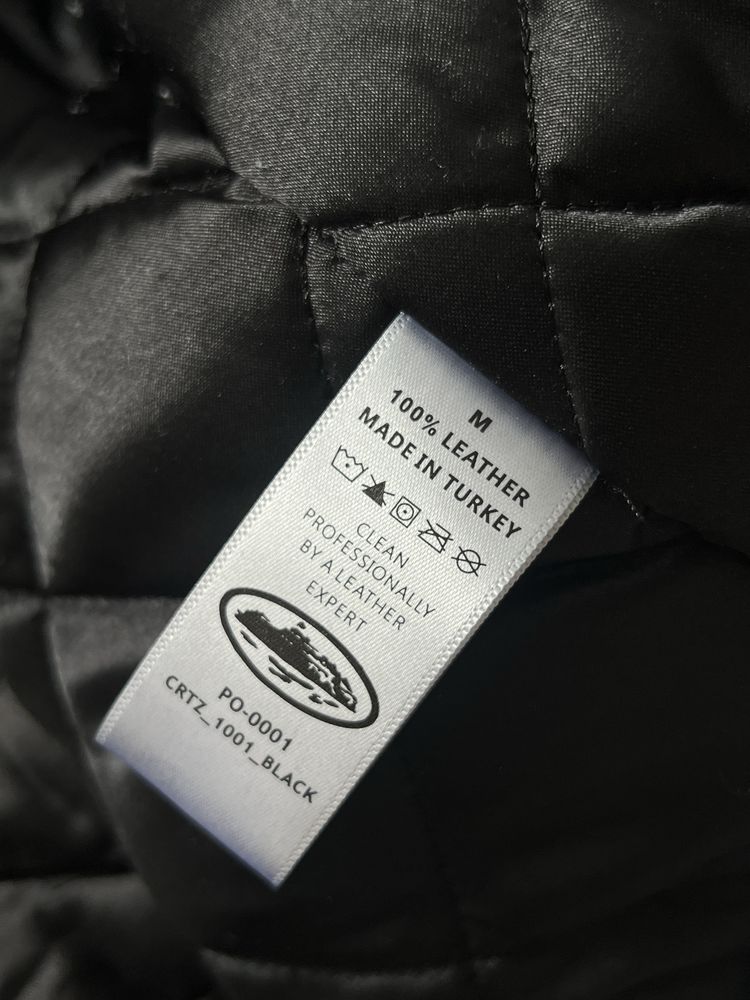 M
100% LEATHER
MADE IN TURKEY
CLEAN
PROFESSIONALLY
BY A LEATHER
EXPERT
PO-0001
CRTZ_1001_BLACK